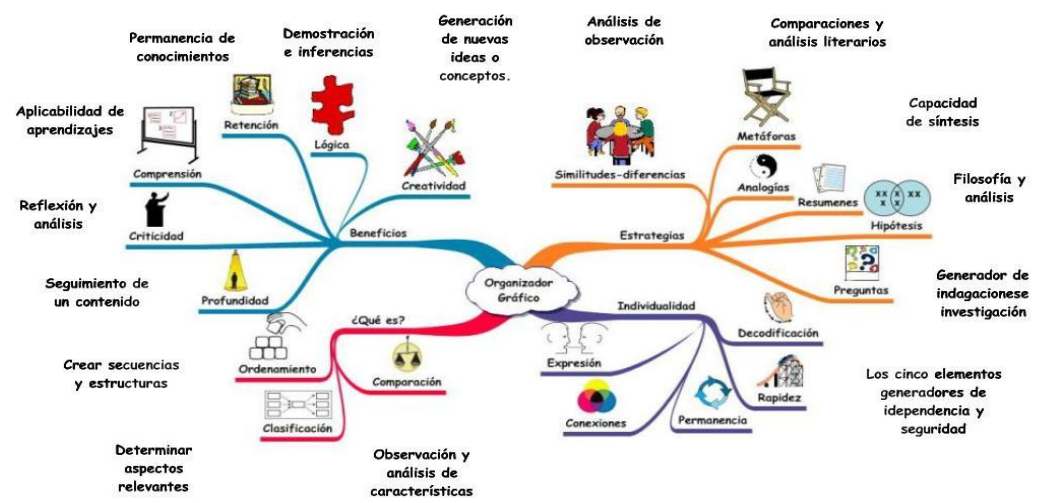 Permanencia de
conocimientos
Demostración
e inferencias
Generación
de nuevas
ideas o
conceptos.
Análisis de
observación
Comparaciones y
análisis literarios
Aplicabilidad de
aprendizajes
Retención
Lógica
Creatividad
Comprensión
Reflexión y
análisis
Criticidad
Beneficios
Seguimiento de
un contenido
Profundidad
Metáforas
Capacidad
de síntesis
Similitudes-diferencias
Analogías
Resumenes
Filosofía y
análisis
XX X XX
X X
Hipótesis
Estrategias
Preguntas
Generador de
indagacionese
investigación
Organizador
Gráfico
¿Qué es?
Crear secuencias
y estructuras
Ordenamiento
Comparación
Clasificación
Determinar
aspectos
relevantes
Observación y
análisis de
características
Individualidad
Decodificación
Expresión
Conexiones
Permanencia
Rapidez
Los cinco elementos
generadores de
idependencia y
seguridad